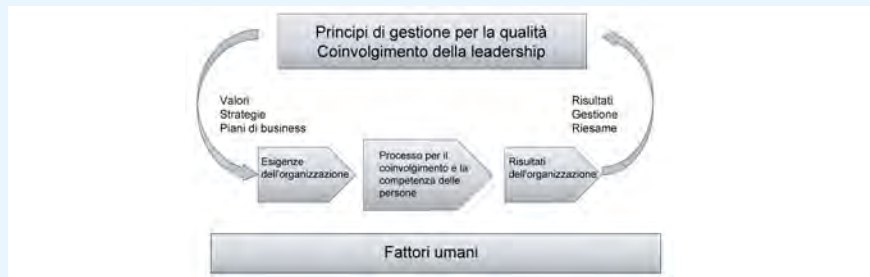 Principi di gestione per la qualità
Coinvolgimento della leadership
Valori
Strategie
Piani di business
Risultati
Gestione
Riesame
Esigenze
dell'organizzazione
Processo per il
coinvolgimento e la
competenza delle
persone
Risultati
dell'organizzazione
Fattori umani